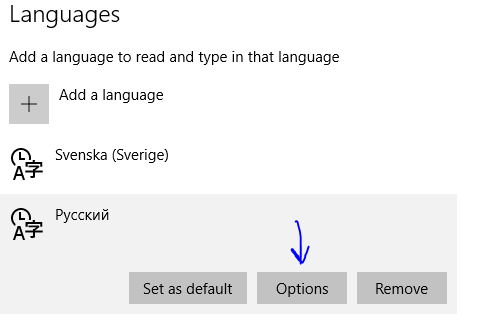 Languages
Add a language to read and type in that language
Add a language
Svenska (Sverige)
Русский
Set as default Options Remove